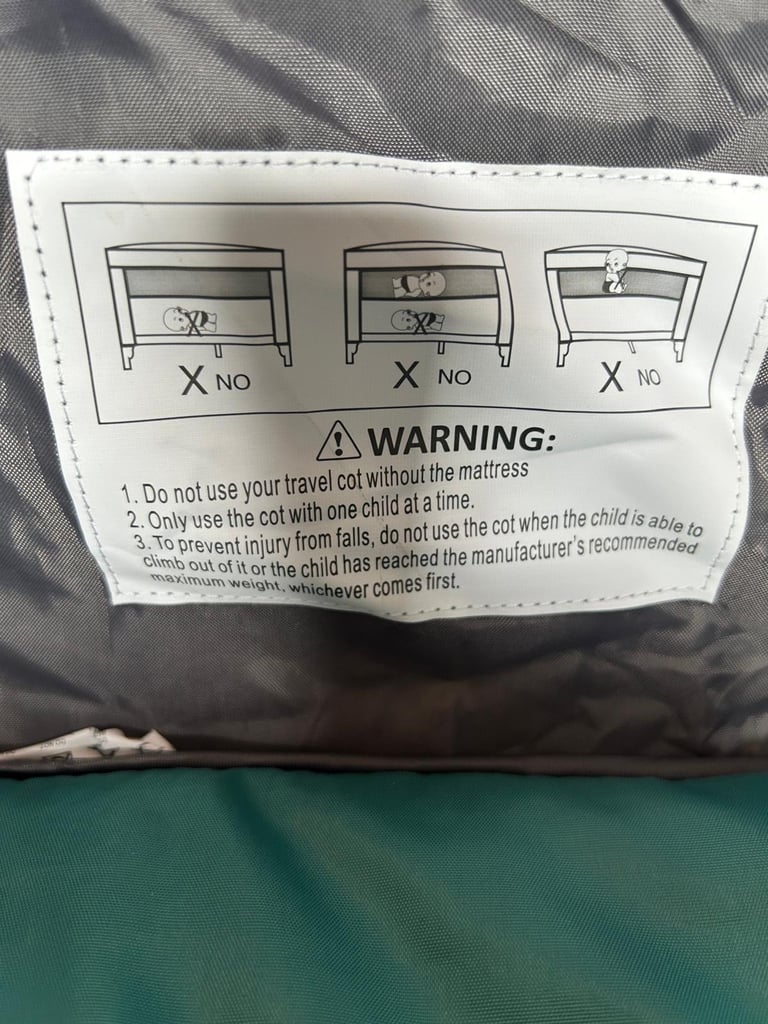 X NO X NO X NO
WARNING:
1. Do not use your travel cot without the mattress
2. Only use the cot with one child at a time.
3. To prevent injury from falls, do not use the cot when the child is able to
climb out of it or the child has reached the manufacturer's recommended
maximum weight, whichever comes first.